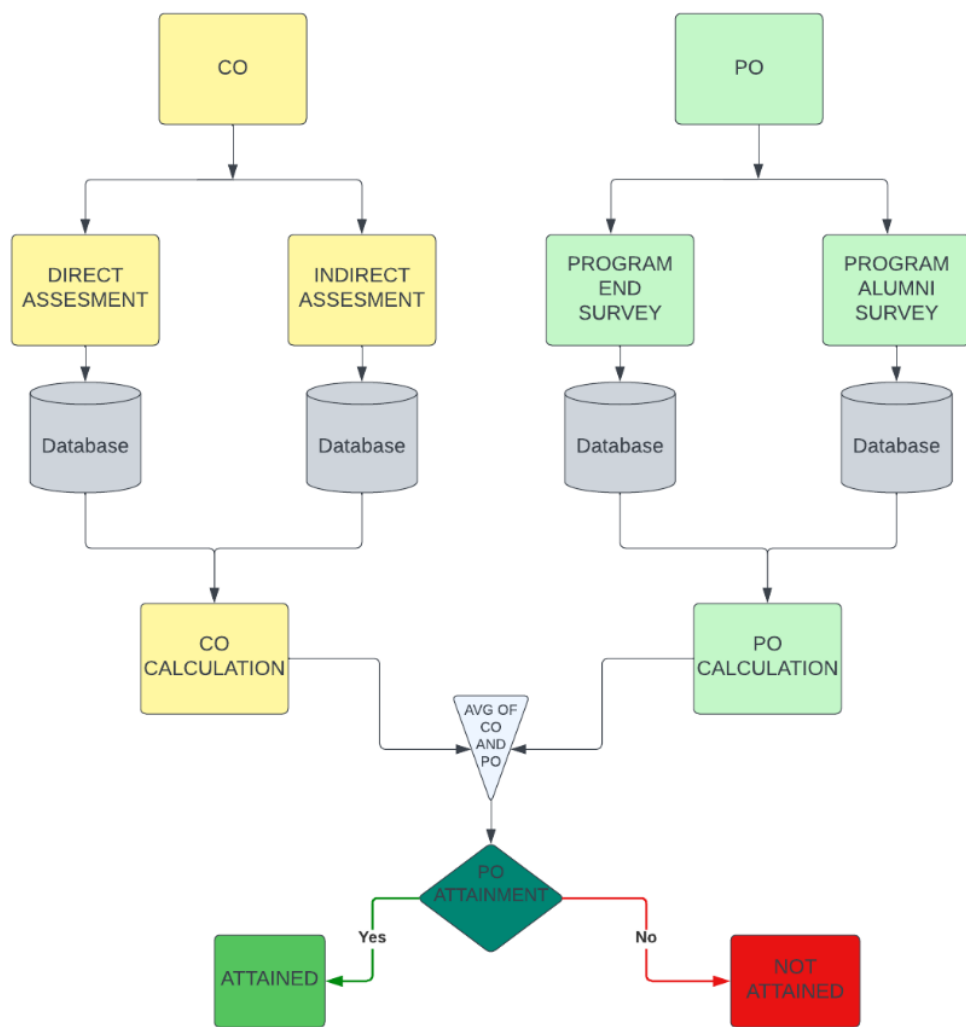 CO
PO
DIRECT
ASSESMENT
INDIRECT
ASSESMENT
PROGRAM
END
SURVEY
PROGRAM
ALUMNI
SURVEY
Database
Database
Database
Database
CO
CALCULATION
PO
CALCULATION
AVG OF
CO
AND
PO
PO
ATTAINMENT
Yes
No
ATTAINED
NOT
ATTAINED